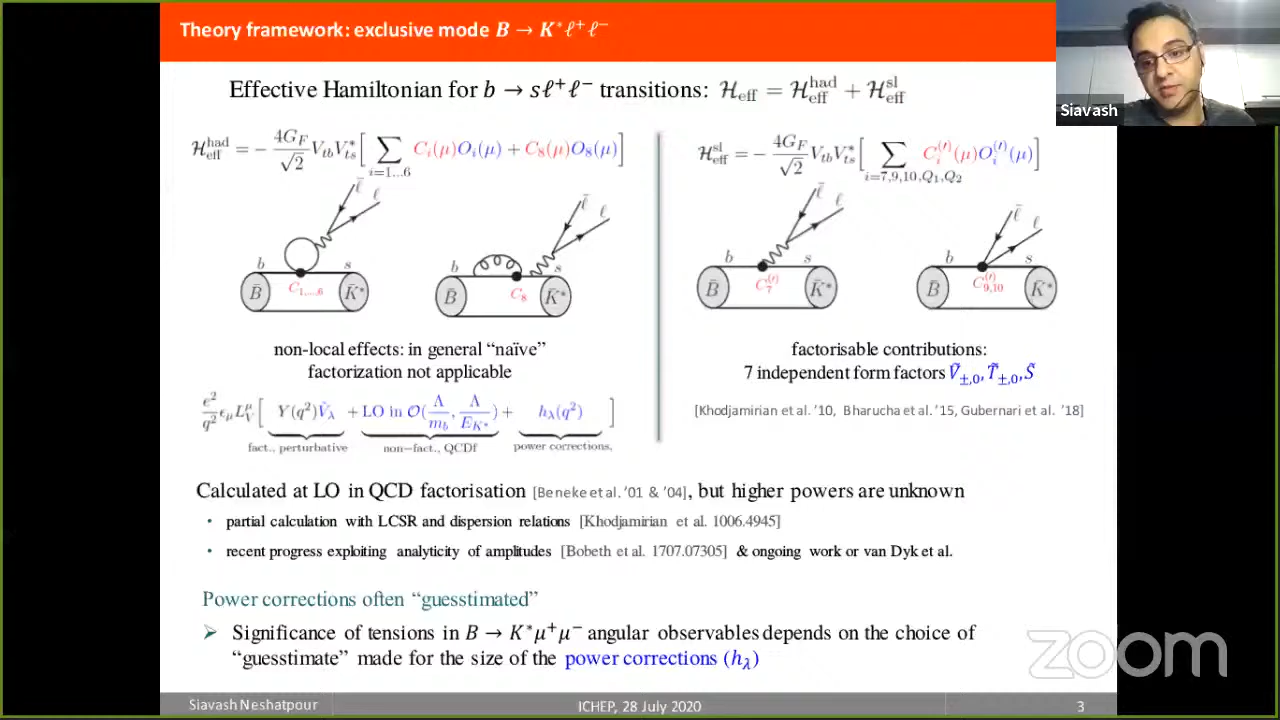 Theory framework: exclusive mode B → K*ℓ⁺ℓ⁻
Siavash
Effective Hamiltonian for b → sℓ⁺ℓ⁻ transitions: ℋ_eff = ℋ_eff^had + ℋ_eff^sl
ℋ_eff^had = − 4G_F/√2 V_tb V_ts* [ ∑_{i=1...6} C_i(μ)O_i(μ) + C_8(μ)O_8(μ) ]
b s ℓ̄ ℓ B̄ K̄* C_1,...6
b s ℓ̄ ℓ B̄ K̄* C_8
non-local effects: in general “naïve”
factorization not applicable
e²/q² ϵ_μ L_V^μ [ Y(q²)Ṽ_λ + LO in 𝒪(Λ/m_b, Λ/E_K*) + h_λ(q²) ]
fact., perturbative non−fact., QCDf power corrections,
ℋ_eff^sl = − 4G_F/√2 V_tb V_ts* [ ∑_{i=7,9,10,Q₁,Q₂} C_i^(′)(μ)O_i^(′)(μ) ]
b s ℓ̄ ℓ B̄ K̄* C_7^(′)
b s ℓ̄ ℓ B̄ K̄* C_9,10^(′)
factorisable contributions:
7 independent form factors Ṽ_±,0, T̃_±,0, S̃
[Khodjamirian et al. ’10, Bharucha et al. ’15, Gubernari et al. ’18]
Calculated at LO in QCD factorisation [Beneke et al. ’01 & ’04], but higher powers are unknown
• partial calculation with LCSR and dispersion relations [Khodjamirian et al. 1006.4945]
• recent progress exploiting analyticity of amplitudes [Bobeth et al. 1707.07305] & ongoing work or van Dyk et al.
Power corrections often “guesstimated”
➢ Significance of tensions in B → K*μ⁺μ⁻ angular observables depends on the choice of
“guesstimate” made for the size of the power corrections (h_λ)
zoom
Siavash Neshatpour ICHEP, 28 July 2020 3